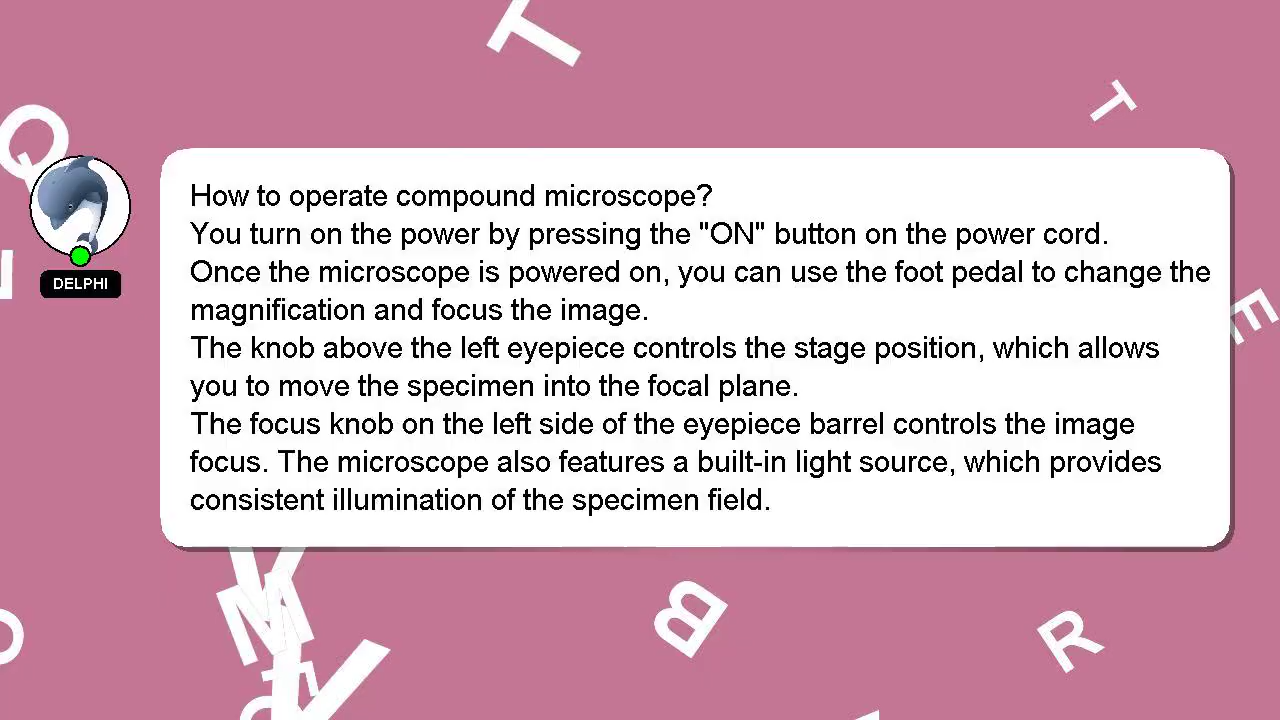 How to operate compound microscope?
You turn on the power by pressing the "ON" button on the power cord.
Once the microscope is powered on, you can use the foot pedal to change the
magnification and focus the image.
The knob above the left eyepiece controls the stage position, which allows
you to move the specimen into the focal plane.
The focus knob on the left side of the eyepiece barrel controls the image
focus. The microscope also features a built-in light source, which provides
consistent illumination of the specimen field.
DELPHI
T
T
Q
E
M
B
R